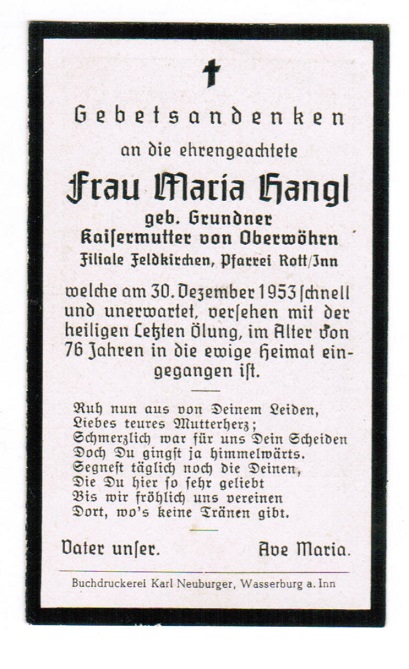 Gebetsandenken
an die ehrengeachtete
Frau Maria Hangl
geb. Grundner
Kaisermutter von Oberwöhrn
Filiale Feldkirchen, Pfarrei Rott/Inn
welche am 30. Dezember 1953 schnell
und unerwartet, versehen mit der
heiligen Letzten Ölung, im Alter von
76 Jahren in die ewige Heimat ein-
gegangen ist.
Ruh nun aus von Deinem Leiden,
Liebes teures Mutterherz;
Schmerzlich war für uns Dein Scheiden
Doch Du gingst ja himmelwärts.
Segnest täglich noch die Deinen,
Die Du hier so sehr geliebt
Bis wir fröhlich uns vereinen
Dort, wo's keine Tränen gibt.
Vater unser. Ave Maria.
Buchdruckerei Karl Neuburger, Wasserburg a. Inn